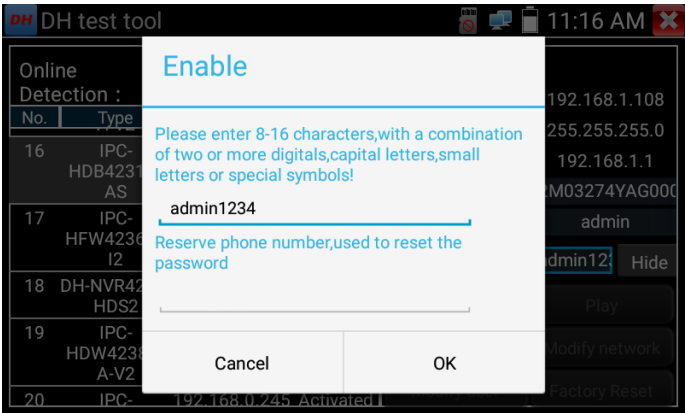 DH DH test tool
11:16 AM
Enable
Please enter 8-16 characters,with a combination
of two or more digitals,capital letters,small
letters or special symbols!
admin1234
Reserve phone number,used to reset the
password
Cancel OK
Online
Detection :
No. Type
16 IPC-
HDB4231
AS
17 IPC-
HFW4236
I2
18 DH-NVR42
HDS2
19 IPC-
HDW4238
A-V2
20 IPC- 192.168.0.245 Activated
192.168.1.108
255.255.255.0
192.168.1.1
2M03274YAG000
admin
dmin123 Hide
Play
Modify network
Factory Reset